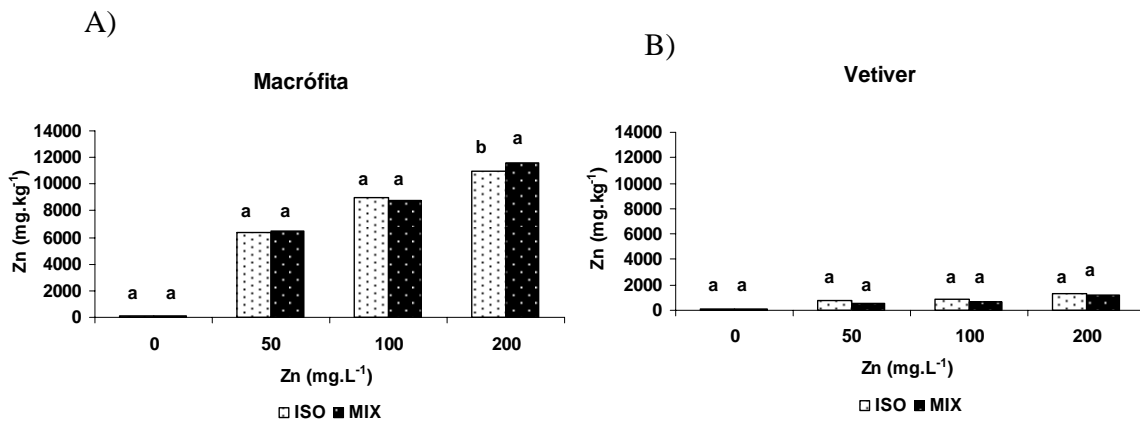 A)
Macrófita
Zn (mg.kg⁻¹)
14000
12000
10000
8000
6000
4000
2000
0
a a
a a
a a
b a
0 50 100 200
Zn (mg.L⁻¹)
ISO MIX
B)
Vetiver
Zn (mg.kg⁻¹)
14000
12000
10000
8000
6000
4000
2000
0
a a
a a
a a
a a
0 50 100 200
Zn (mg.L⁻¹)
ISO MIX